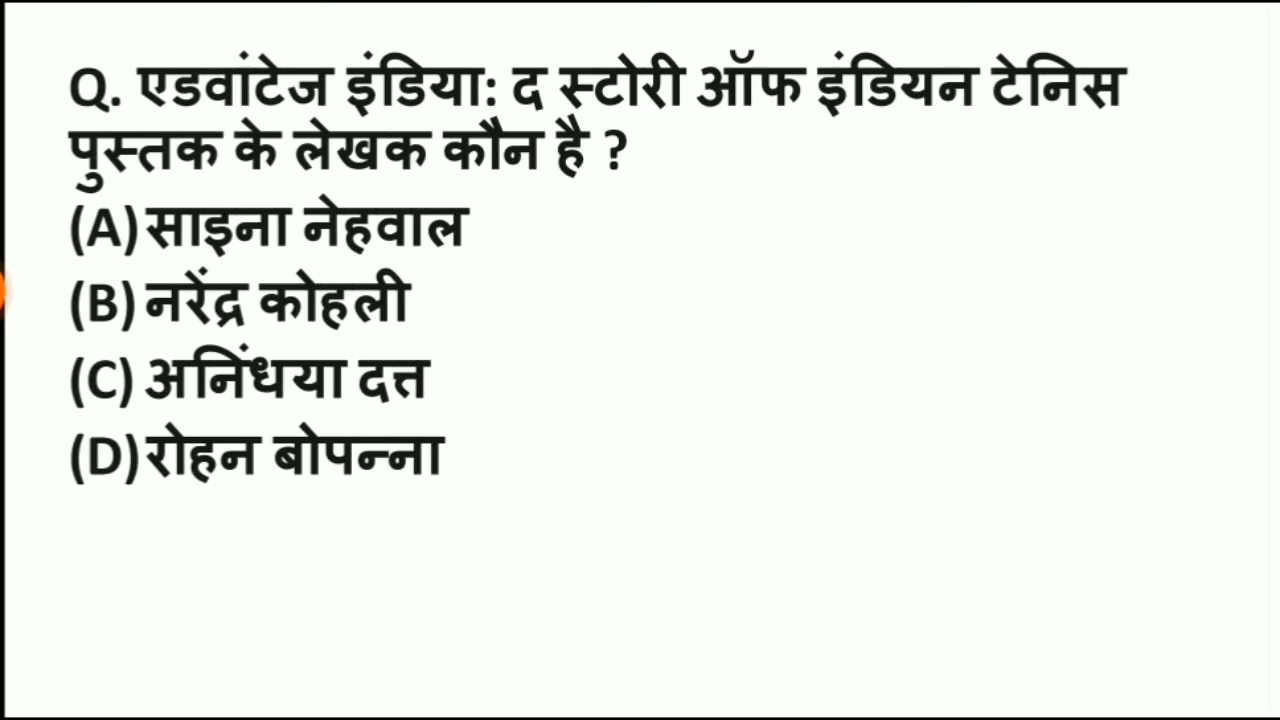 Q. एडवांटेज इंडिया: द स्टोरी ऑफ इंडियन टेनिस
पुस्तक के लेखक कौन है ?
(A) साइना नेहवाल
(B) नरेंद्र कोहली
(C) अनिंधया दत्त
(D) रोहन बोपन्ना